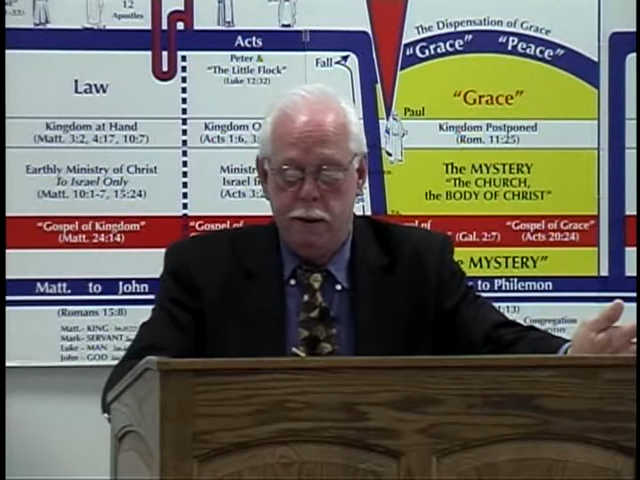 12
Apostles
Acts
Peter &
"The Little Flock"
(Luke 12:32)
Fall
The Dispensation of Grace
"Grace" "Peace"
Law
"Grace"
Paul
Kingdom at Hand
(Matt. 3:2, 4:17, 10:7)
Kingdom
(Acts 1:6, 3:
Kingdom Postponed
(Rom. 11:25)
Earthly Ministry of Christ
To Israel Only
(Matt. 10:1-7, 15:24)
Israel
(Acts 3:
The MYSTERY
"The CHURCH,
the BODY OF CHRIST"
"Gospel of Kingdom"
(Matt. 24:14)
"Gospel of
of
(Gal. 2:7)
"Gospel of Grace"
(Acts 20:24)
MYSTERY"
Matt. to John
to Philemon
(Romans 15:8)
Matt.- KING
Mark- SERVANT
Luke - MAN
John - GOD
:13)
Congregation